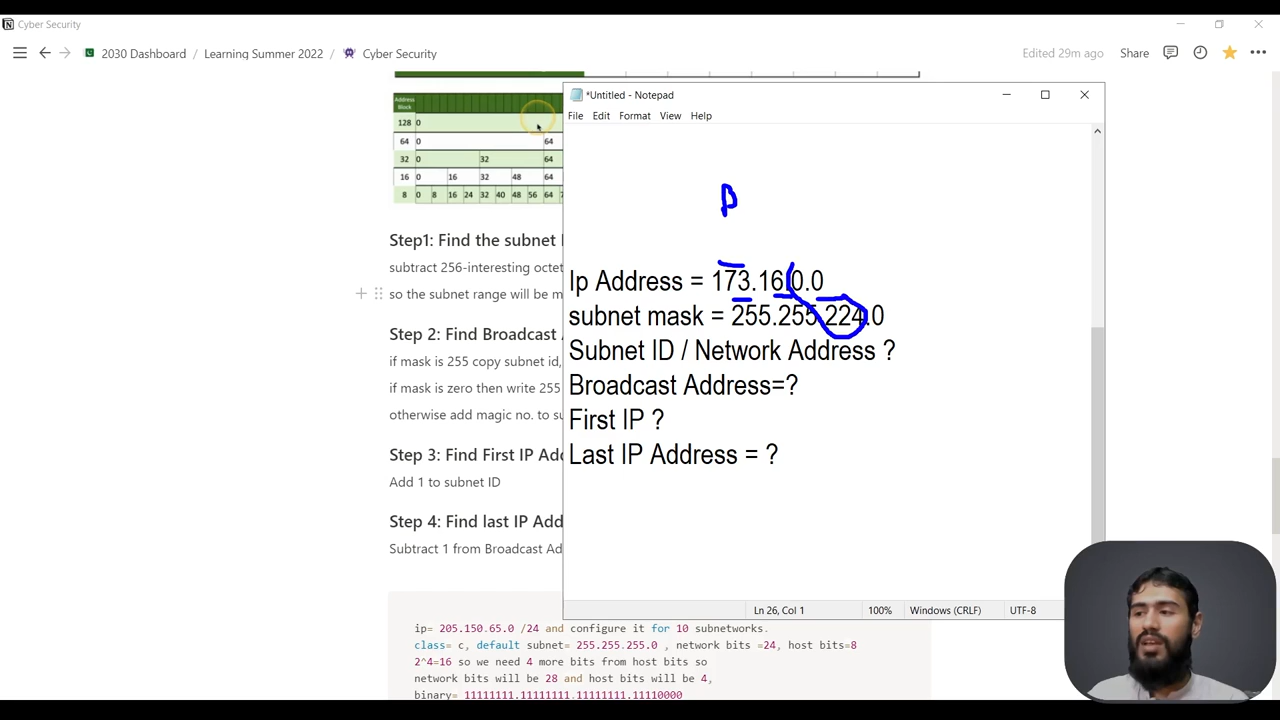 Cyber Security
2030 Dashboard / Learning Summer 2022 / Cyber Security
Edited 29m ago Share
Address Block
128 0
64 0 64
32 0 32 64
16 0 16 32 48 64
8 0 8 16 24 32 40 48 56 64
Step1: Find the subnet
subtract 256-interesting octet
so the subnet range will be
Step 2: Find Broadcast
if mask is 255 copy subnet id,
if mask is zero then write 255
otherwise add magic no. to
Step 3: Find First IP
Add 1 to subnet ID
Step 4: Find last IP
Subtract 1 from Broadcast
ip= 205.150.65.0 /24 and configure it for 10 subnetworks.
class= c, default subnet= 255.255.255.0 , network bits =24, host bits=8
2^4=16 so we need 4 more bits from host bits so
network bits will be 28 and host bits will be 4,
binary= 11111111.11111111.11111111.11110000
*Untitled - Notepad
File Edit Format View Help
Ip Address = 173.16.0.0
subnet mask = 255.255.224.0
Subnet ID / Network Address ?
Broadcast Address=?
First IP ?
Last IP Address = ?
Ln 26, Col 1 100% Windows (CRLF) UTF-8